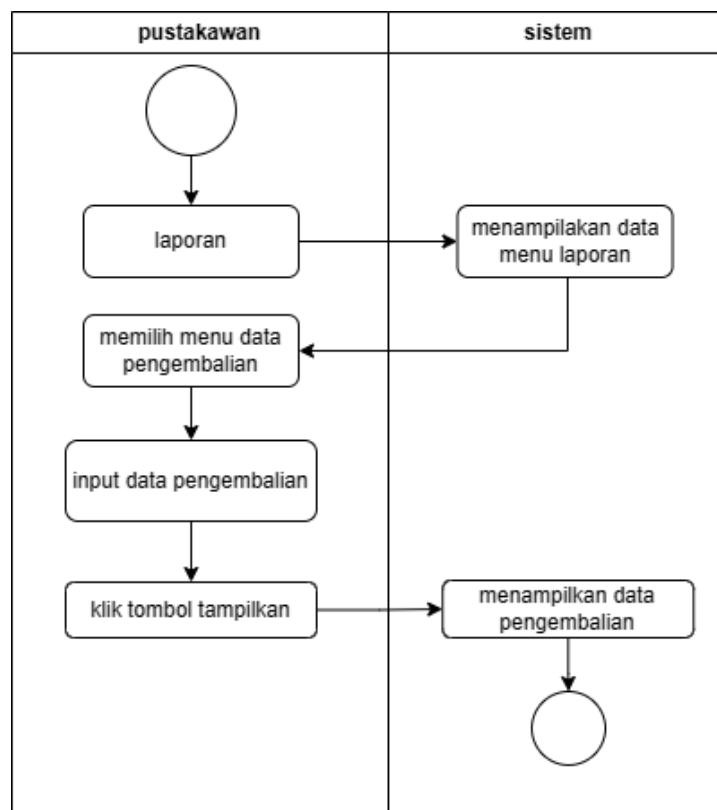 pustakawan
sistem
laporan
menampilakan data
menu laporan
memilih menu data
pengembalian
input data pengembalian
klik tombol tampilkan
menampilkan data
pengembalian